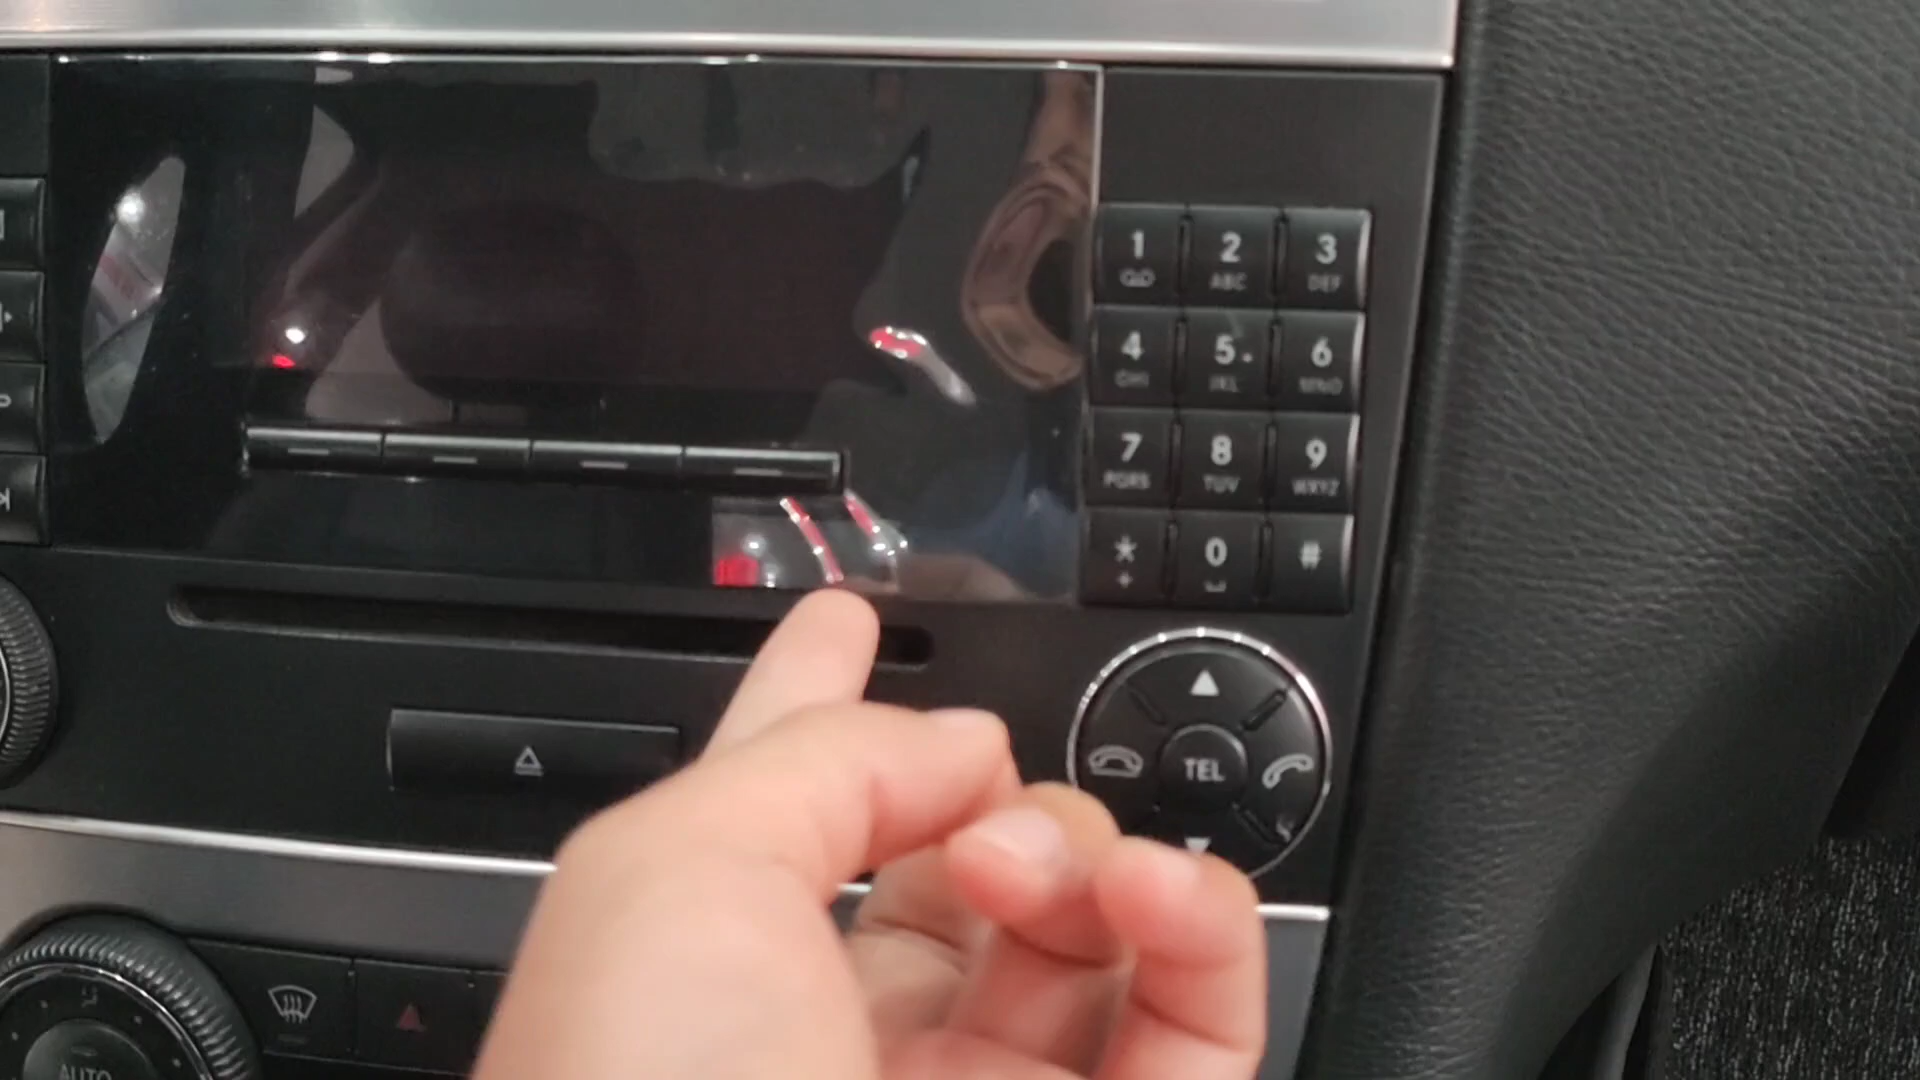 1 2 3
ABC DEF
4 5 6
GHI JKL MNO
7 8 9
PQRS TUV WXYZ
* 0 #
+
TEL
AUTO